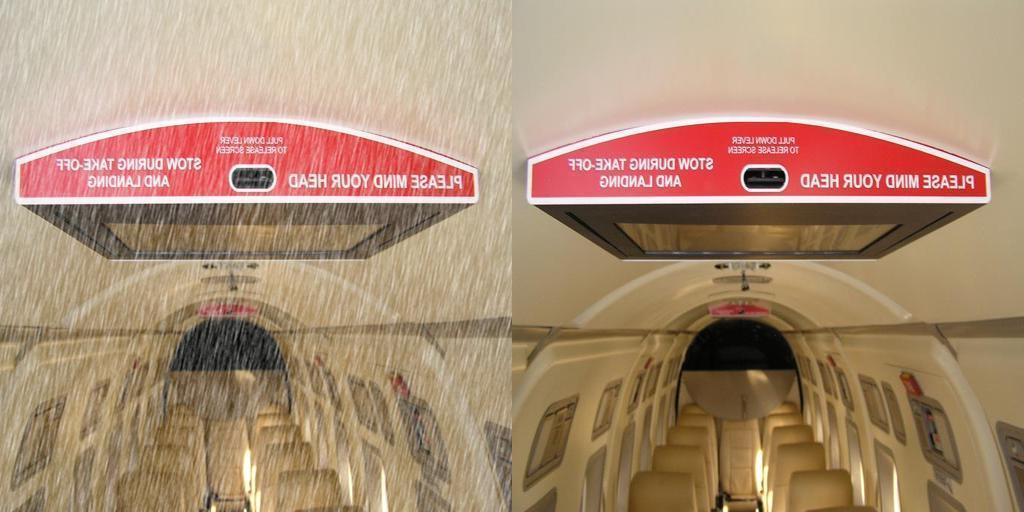 PULL DOWN LEVER
TO RELEASE SCREEN
STOW DURING TAKE-OFF
AND LANDING
PLEASE MIND YOUR HEAD
PULL DOWN LEVER
TO RELEASE SCREEN
STOW DURING TAKE-OFF
AND LANDING
PLEASE MIND YOUR HEAD